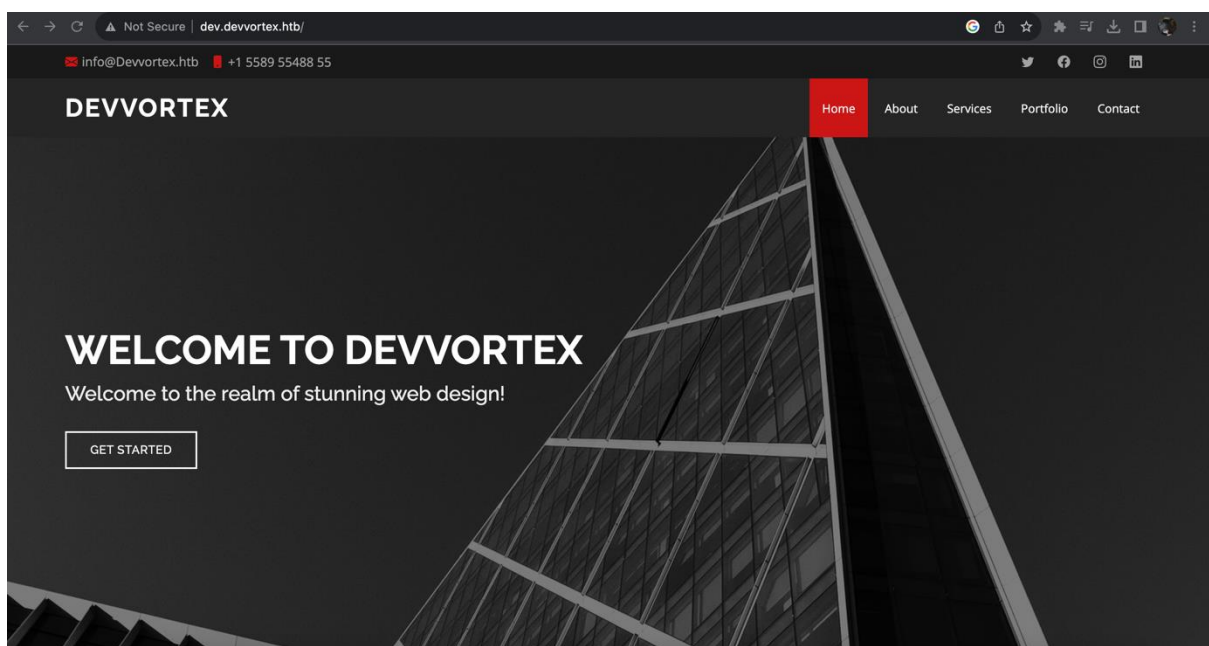 Not Secure dev.devvortex.htb/
info@Devvortex.htb +1 5589 55488 55
DEVVORTEX
Home About Services Portfolio Contact
WELCOME TO DEVVORTEX
Welcome to the realm of stunning web design!
GET STARTED